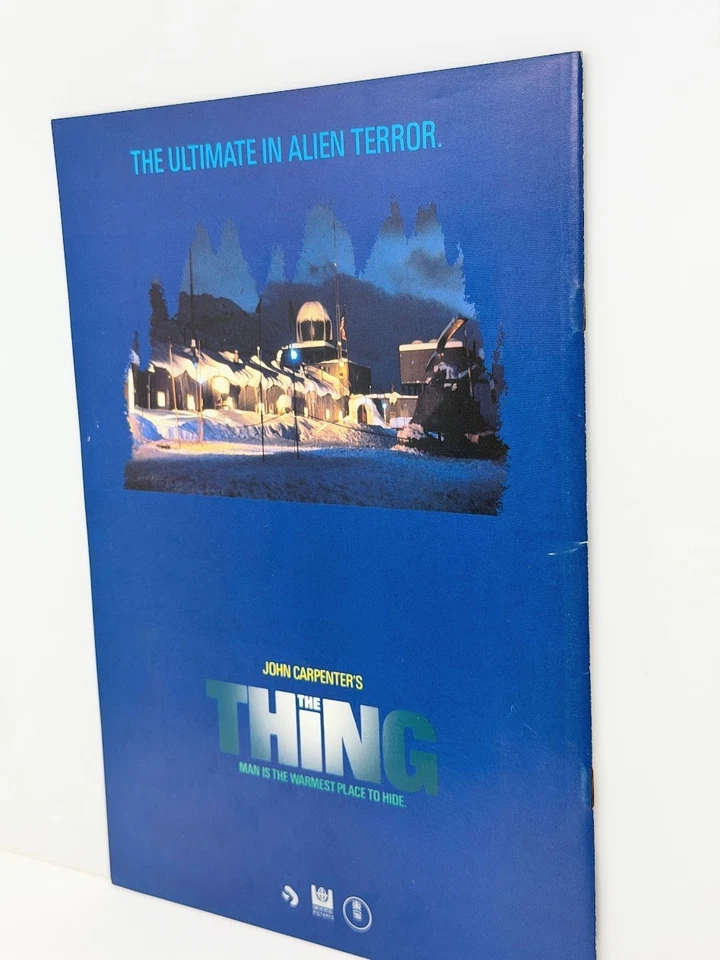 THE ULTIMATE IN ALIEN TERROR.
JOHN CARPENTER'S
THE
THiNG
MAN IS THE WARMEST PLACE TO HIDE.